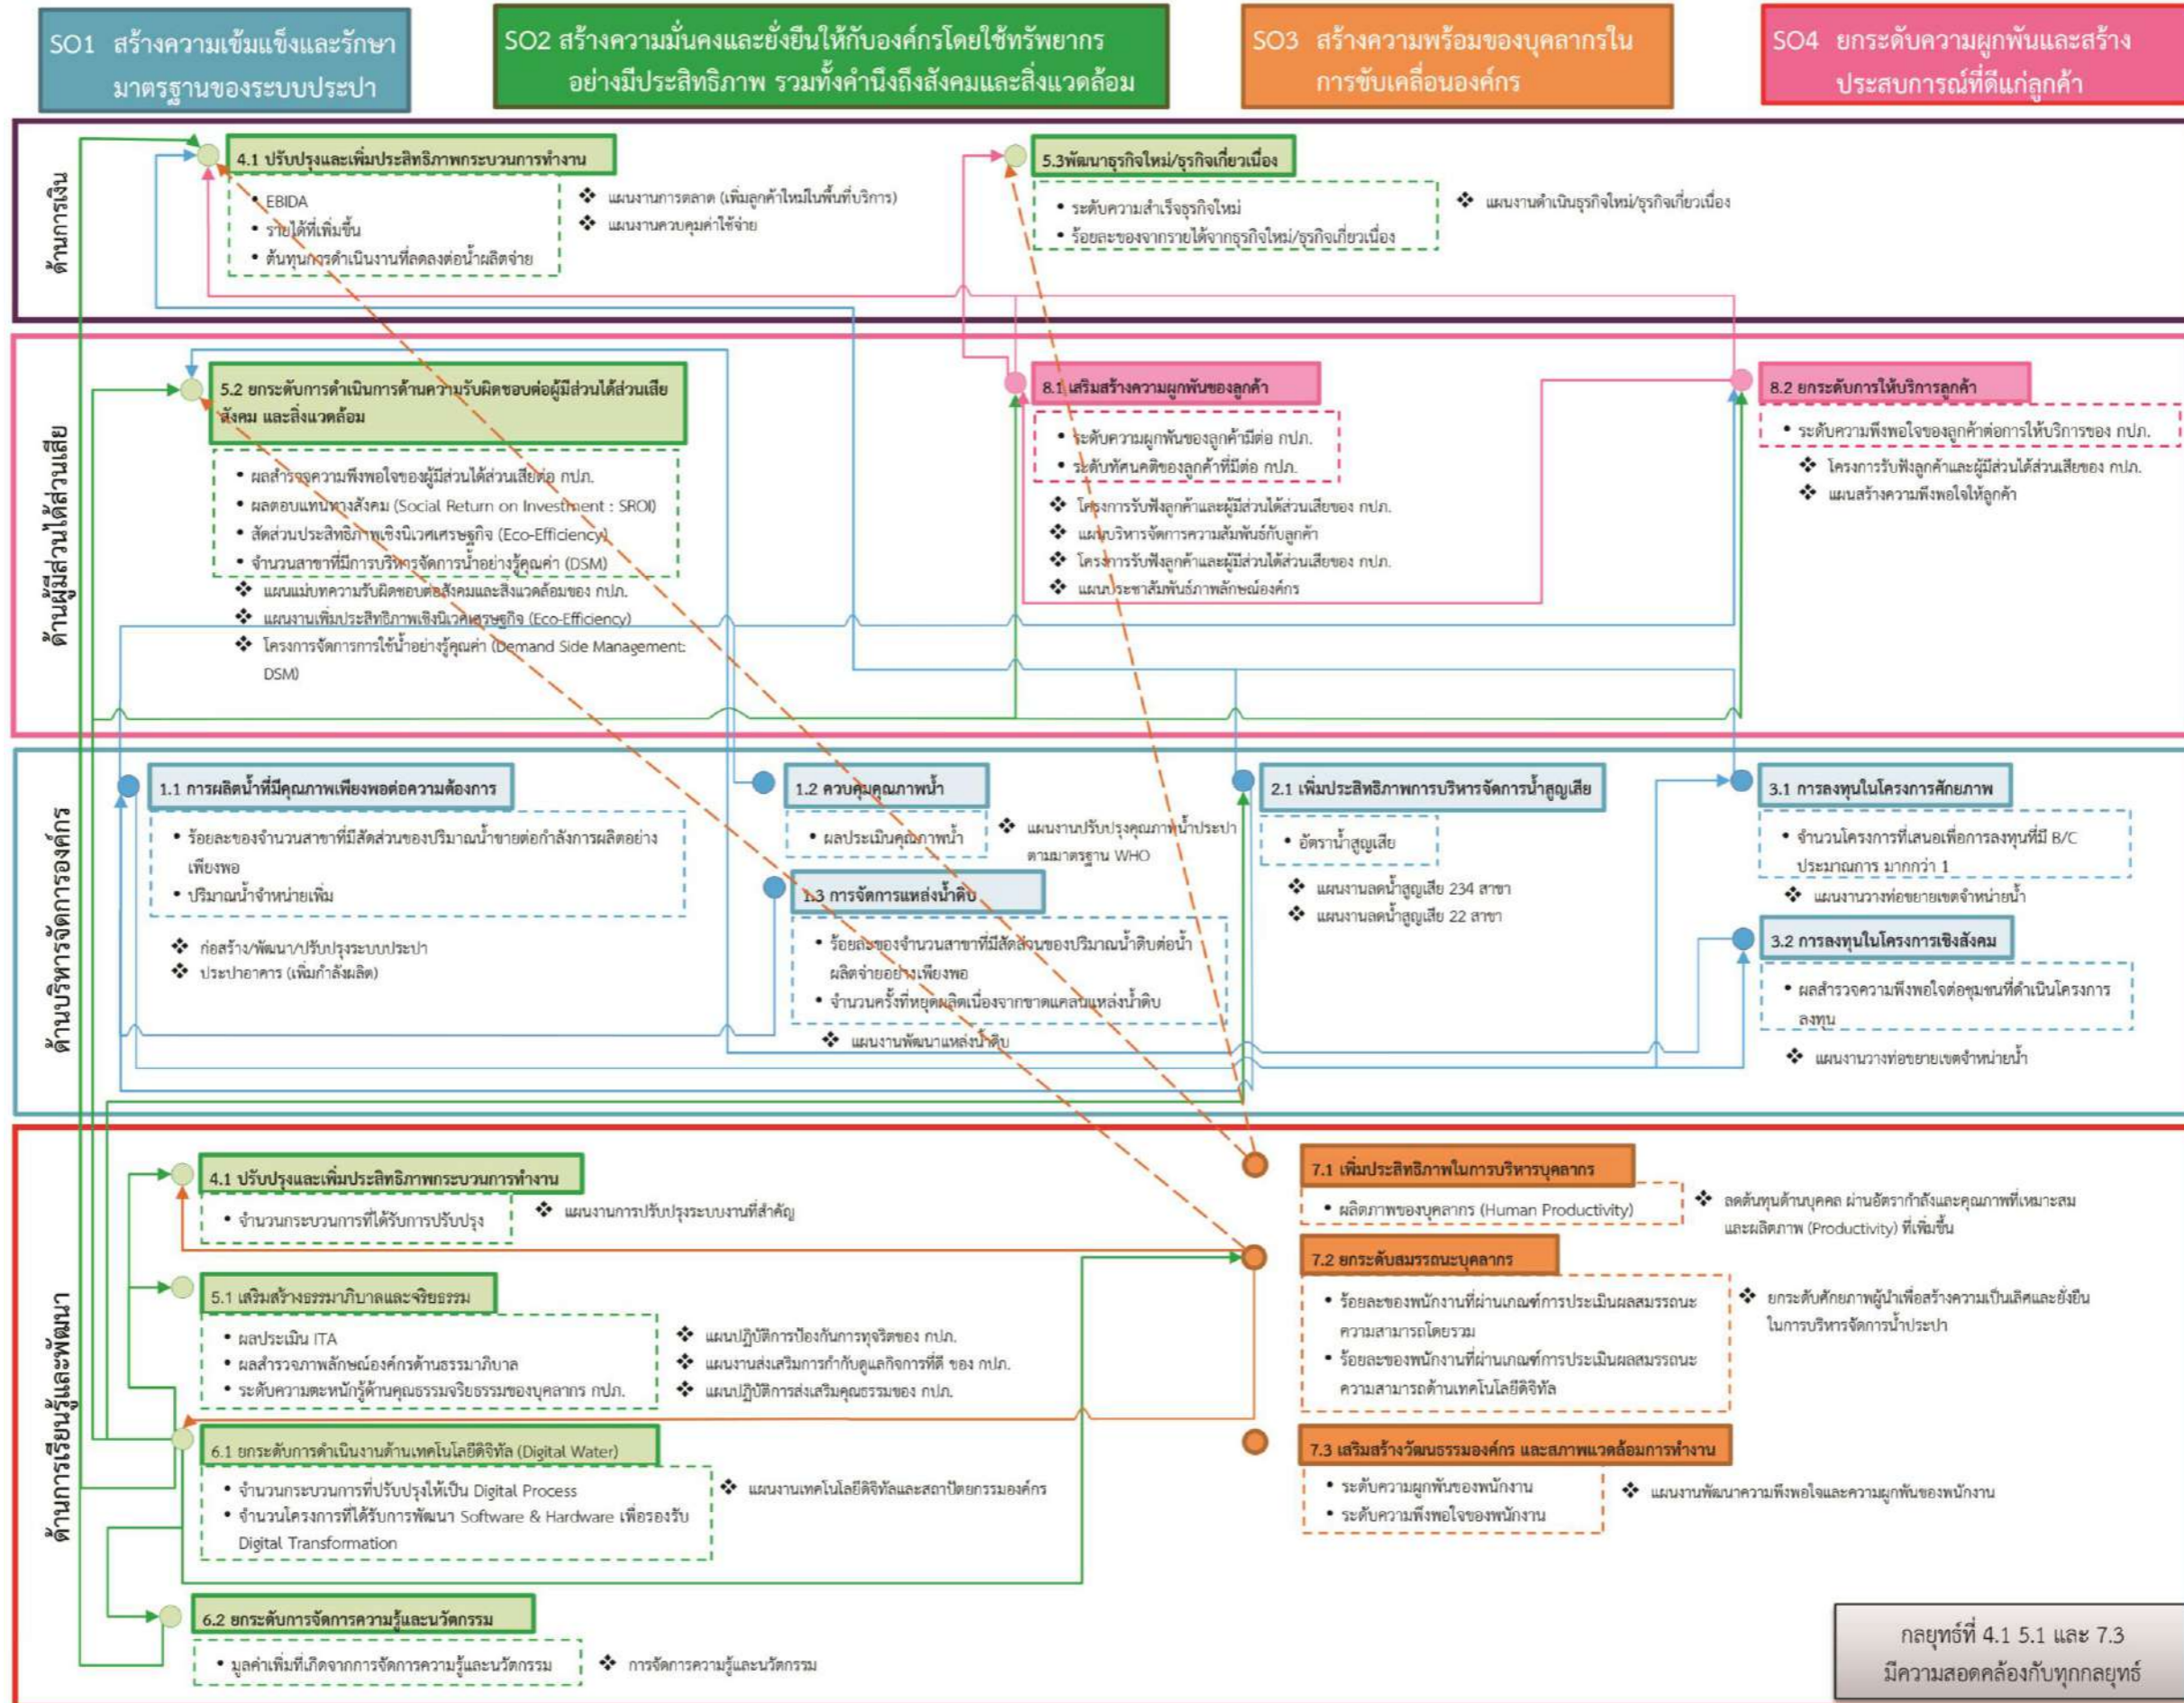 SO1 สร้างความเข้มแข็งและรักษา
มาตรฐานของระบบประปา
SO2 สร้างความมั่นคงและยั่งยืนให้กับองค์กรโดยใช้ทรัพยากร
อย่างมีประสิทธิภาพ รวมทั้งคำนึงถึงสังคมและสิ่งแวดล้อม
SO3 สร้างความพร้อมของบุคลากรใน
การขับเคลื่อนองค์กร
SO4 ยกระดับความผูกพันและสร้าง
ประสบการณ์ที่ดีแก่ลูกค้า
ด้านการเงิน
4.1 ปรับปรุงและเพิ่มประสิทธิภาพกระบวนการทำงาน
• EBIDA
• รายได้ที่เพิ่มขึ้น
• ต้นทุนการดำเนินงานที่ลดลงต่อน้ำผลิตจ่าย
❖ แผนงานการตลาด (เพิ่มลูกค้าใหม่ในพื้นที่บริการ)
❖ แผนงานควบคุมค่าใช้จ่าย
5.3พัฒนาธุรกิจใหม่/ธุรกิจเกี่ยวเนื่อง
• ระดับความสำเร็จธุรกิจใหม่
• ร้อยละของจากรายได้จากธุรกิจใหม่/ธุรกิจเกี่ยวเนื่อง
❖ แผนงานดำเนินธุรกิจใหม่/ธุรกิจเกี่ยวเนื่อง
ด้านผู้มีส่วนได้ส่วนเสีย
5.2 ยกระดับการดำเนินการด้านความรับผิดชอบต่อผู้มีส่วนได้ส่วนเสีย
สังคม และสิ่งแวดล้อม
• ผลสำรวจความพึงพอใจของผู้มีส่วนได้ส่วนเสียต่อ กปภ.
• ผลตอบแทนทางสังคม (Social Return on Investment : SROI)
• สัดส่วนประสิทธิภาพเชิงนิเวศเศรษฐกิจ (Eco-Efficiency)
• จำนวนสาขาที่มีการบริหารจัดการน้ำอย่างรู้คุณค่า (DSM)
❖ แผนแม่บทความรับผิดชอบต่อสังคมและสิ่งแวดล้อมของ กปภ.
❖ แผนงานเพิ่มประสิทธิภาพเชิงนิเวศเศรษฐกิจ (Eco-Efficiency)
❖ โครงการจัดการการใช้น้ำอย่างรู้คุณค่า (Demand Side Management:
DSM)
8.1 เสริมสร้างความผูกพันของลูกค้า
• ระดับความผูกพันของลูกค้ามีต่อ กปภ.
• ระดับทัศนคติของลูกค้าที่มีต่อ กปภ.
❖ โครงการรับฟังลูกค้าและผู้มีส่วนได้ส่วนเสียของ กปภ.
❖ แผนบริหารจัดการความสัมพันธ์กับลูกค้า
❖ โครงการรับฟังลูกค้าและผู้มีส่วนได้ส่วนเสียของ กปภ.
❖ แผนประชาสัมพันธ์ภาพลักษณ์องค์กร
8.2 ยกระดับการให้บริการลูกค้า
• ระดับความพึงพอใจของลูกค้าต่อการให้บริการของ กปภ.
❖ โครงการรับฟังลูกค้าและผู้มีส่วนได้ส่วนเสียของ กปภ.
❖ แผนสร้างความพึงพอใจให้ลูกค้า
ด้านบริหารจัดการองค์กร
1.1 การผลิตน้ำที่มีคุณภาพเพียงพอต่อความต้องการ
• ร้อยละของจำนวนสาขาที่มีสัดส่วนของปริมาณน้ำขายต่อกำลังการผลิตอย่าง
เพียงพอ
• ปริมาณน้ำจำหน่ายเพิ่ม
❖ ก่อสร้าง/พัฒนา/ปรับปรุงระบบประปา
❖ ประปาอาคาร (เพิ่มกำลังผลิต)
1.2 ควบคุมคุณภาพน้ำ
• ผลประเมินคุณภาพน้ำ
❖ แผนงานปรับปรุงคุณภาพน้ำประปา
ตามมาตรฐาน WHO
1.3 การจัดการแหล่งน้ำดิบ
• ร้อยละของจำนวนสาขาที่มีสัดส่วนของปริมาณน้ำดิบต่อน้ำ
ผลิตจ่ายอย่างเพียงพอ
• จำนวนครั้งที่หยุดผลิตเนื่องจากขาดแคลนแหล่งน้ำดิบ
❖ แผนงานพัฒนาแหล่งน้ำดิบ
2.1 เพิ่มประสิทธิภาพการบริหารจัดการน้ำสูญเสีย
• อัตราน้ำสูญเสีย
❖ แผนงานลดน้ำสูญเสีย 234 สาขา
❖ แผนงานลดน้ำสูญเสีย 22 สาขา
3.1 การลงทุนในโครงการศักยภาพ
• จำนวนโครงการที่เสนอเพื่อการลงทุนที่มี B/C
ประมาณการ มากกว่า 1
❖ แผนงานวางท่อขยายเขตจำหน่ายน้ำ
3.2 การลงทุนในโครงการเชิงสังคม
• ผลสำรวจความพึงพอใจต่อชุมชนที่ดำเนินโครงการ
ลงทุน
❖ แผนงานวางท่อขยายเขตจำหน่ายน้ำ
ด้านการเรียนรู้และพัฒนา
4.1 ปรับปรุงและเพิ่มประสิทธิภาพกระบวนการทำงาน
• จำนวนกระบวนการที่ได้รับการปรับปรุง
❖ แผนงานการปรับปรุงระบบงานที่สำคัญ
5.1 เสริมสร้างธรรมาภิบาลและจริยธรรม
• ผลประเมิน ITA
• ผลสำรวจภาพลักษณ์องค์กรด้านธรรมาภิบาล
• ระดับความตะหนักรู้ด้านคุณธรรมจริยธรรมของบุคลากร กปภ.
❖ แผนปฏิบัติการป้องกันการทุจริตของ กปภ.
❖ แผนงานส่งเสริมการกำกับดูแลกิจการที่ดี ของ กปภ.
❖ แผนปฏิบัติการส่งเสริมคุณธรรมของ กปภ.
6.1 ยกระดับการดำเนินงานด้านเทคโนโลยีดิจิทัล (Digital Water)
• จำนวนกระบวนการที่ปรับปรุงให้เป็น Digital Process
• จำนวนโครงการที่ได้รับการพัฒนา Software & Hardware เพื่อรองรับ
Digital Transformation
❖ แผนงานเทคโนโลยีดิจิทัลและสถาปัตยกรรมองค์กร
6.2 ยกระดับการจัดการความรู้และนวัตกรรม
• มูลค่าเพิ่มที่เกิดจากการจัดการความรู้และนวัตกรรม
❖ การจัดการความรู้และนวัตกรรม
7.1 เพิ่มประสิทธิภาพในการบริหารบุคลากร
• ผลิตภาพของบุคลากร (Human Productivity)
❖ ลดต้นทุนด้านบุคคล ผ่านอัตรากำลังและคุณภาพที่เหมาะสม
และผลิตภาพ (Productivity) ที่เพิ่มขึ้น
7.2 ยกระดับสมรรถนะบุคลากร
• ร้อยละของพนักงานที่ผ่านเกณฑ์การประเมินผลสมรรถนะ
ความสามารถโดยรวม
• ร้อยละของพนักงานที่ผ่านเกณฑ์การประเมินผลสมรรถนะ
ความสามารถด้านเทคโนโลยีดิจิทัล
❖ ยกระดับศักยภาพผู้นำเพื่อสร้างความเป็นเลิศและยั่งยืน
ในการบริหารจัดการน้ำประปา
7.3 เสริมสร้างวัฒนธรรมองค์กร และสภาพแวดล้อมการทำงาน
• ระดับความผูกพันของพนักงาน
• ระดับความพึงพอใจของพนักงาน
❖ แผนงานพัฒนาความพึงพอใจและความผูกพันของพนักงาน
กลยุทธ์ที่ 4.1 5.1 และ 7.3
มีความสอดคล้องกับทุกกลยุทธ์